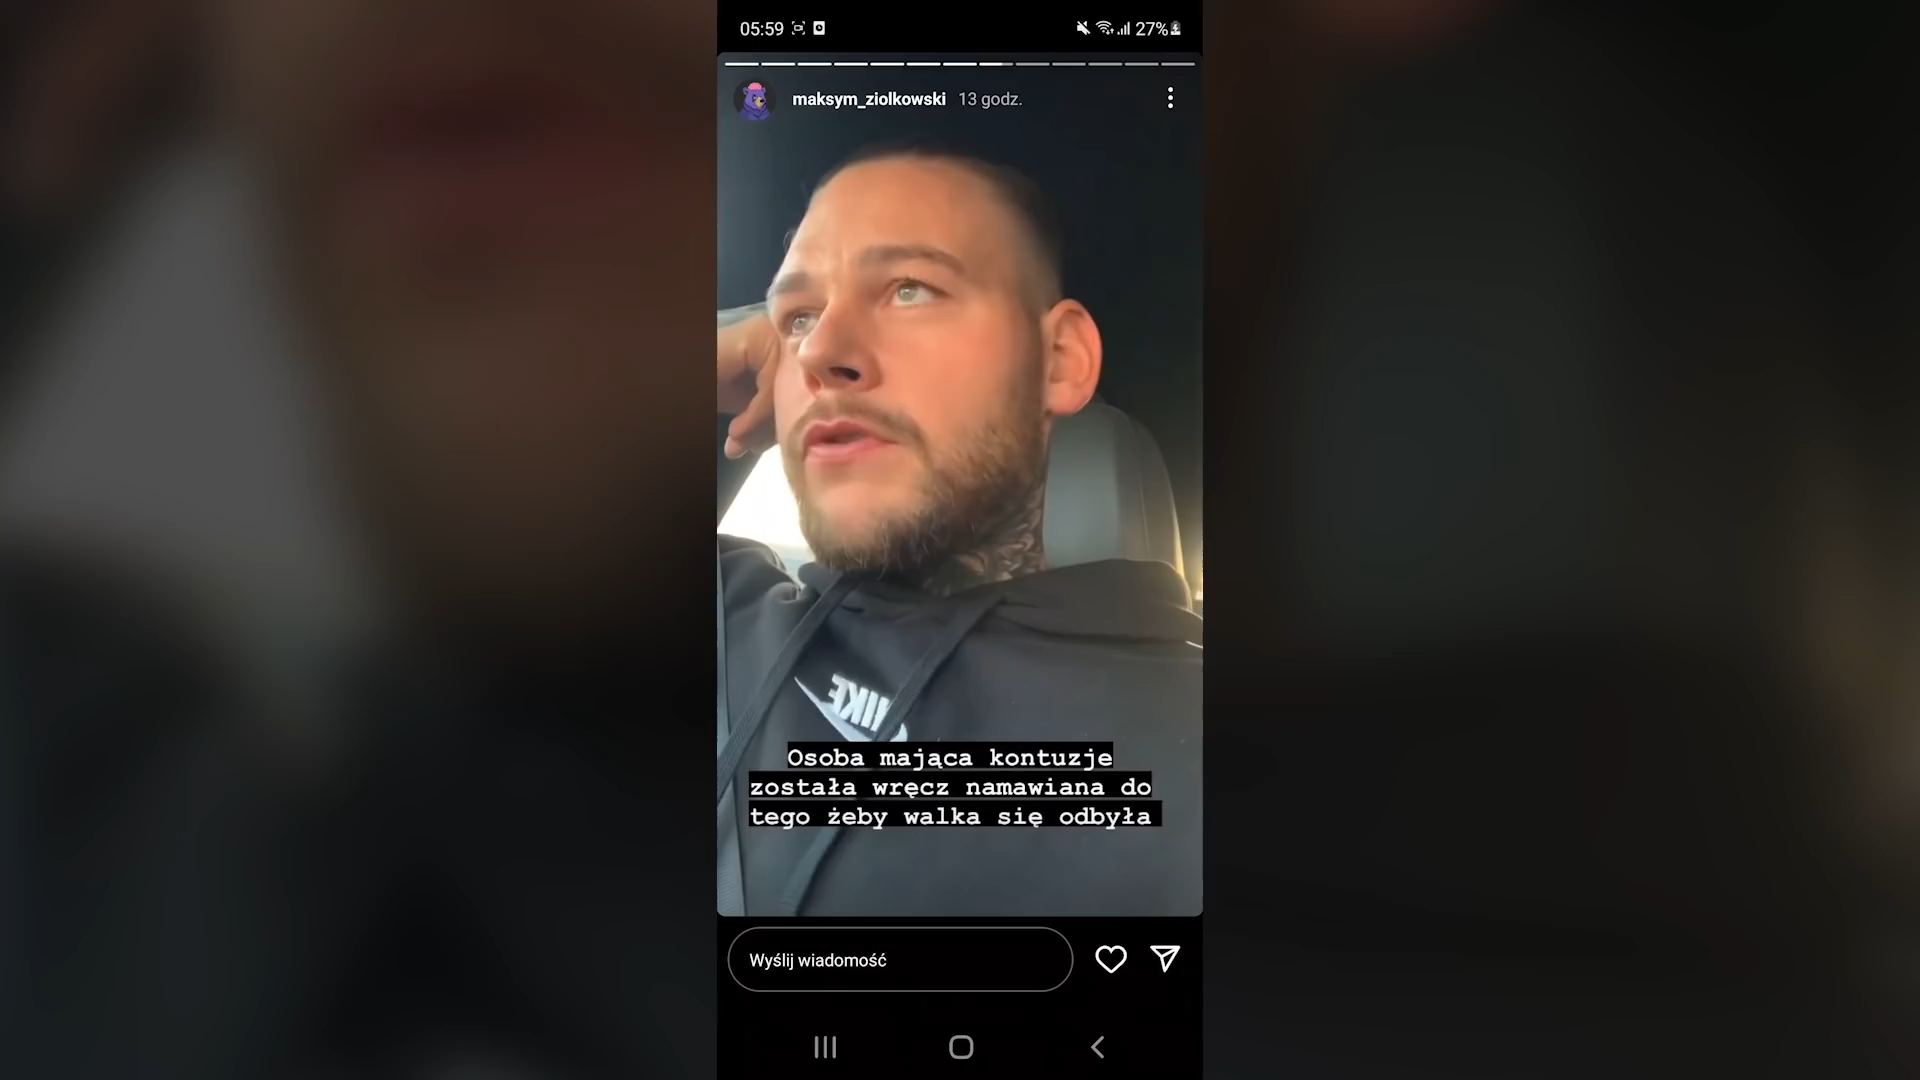 05:59 27%
maksym_ziolkowski 13 godz.
NIKE
Osoba mająca kontuzje
została wręcz namawiana do
tego żeby walka się odbyła
Wyślij wiadomość